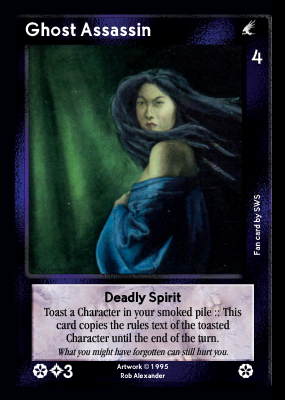 Ghost Assassin
4
Fan card by SWS
Deadly Spirit
Toast a Character in your smoked pile :: This
card copies the rules text of the toasted
Character until the end of the turn.
What you might have forgotten can still hurt you.
3
Artwork © 1995
Rob Alexander